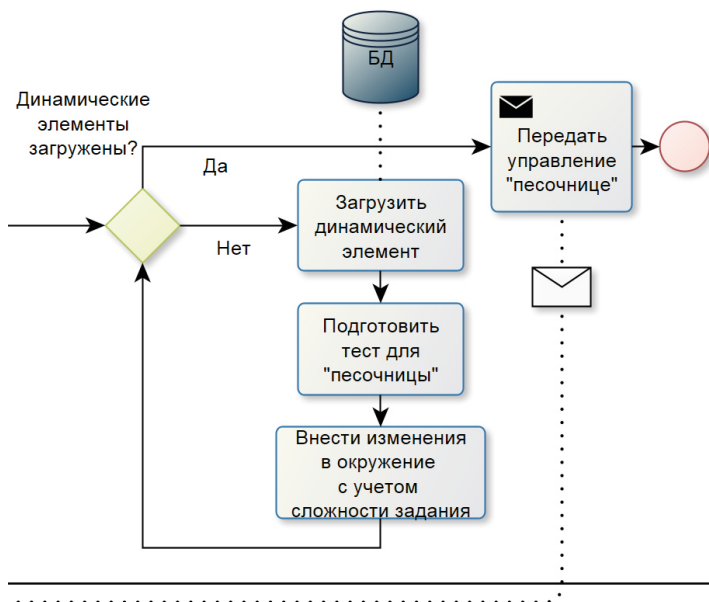 БД
Динамические
элементы
загружены?
Да
Передать
управление
"песочнице"
Нет
Загрузить
динамический
элемент
Подготовить
тест для
"песочницы"
Внести изменения
в окружение
с учетом
сложности задания